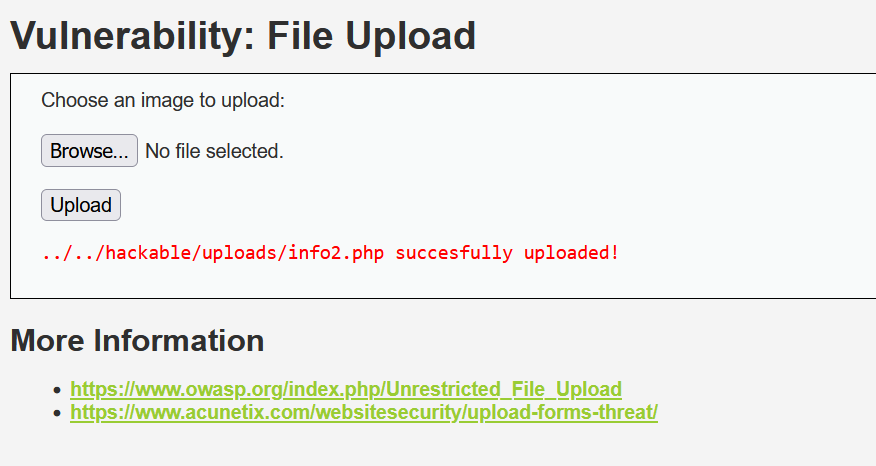 Vulnerability: File Upload
Choose an image to upload:
Browse... No file selected.
Upload
../../hackable/uploads/info2.php succesfully uploaded!
More Information
https://www.owasp.org/index.php/Unrestricted_File_Upload
https://www.acunetix.com/websitesecurity/upload-forms-threat/